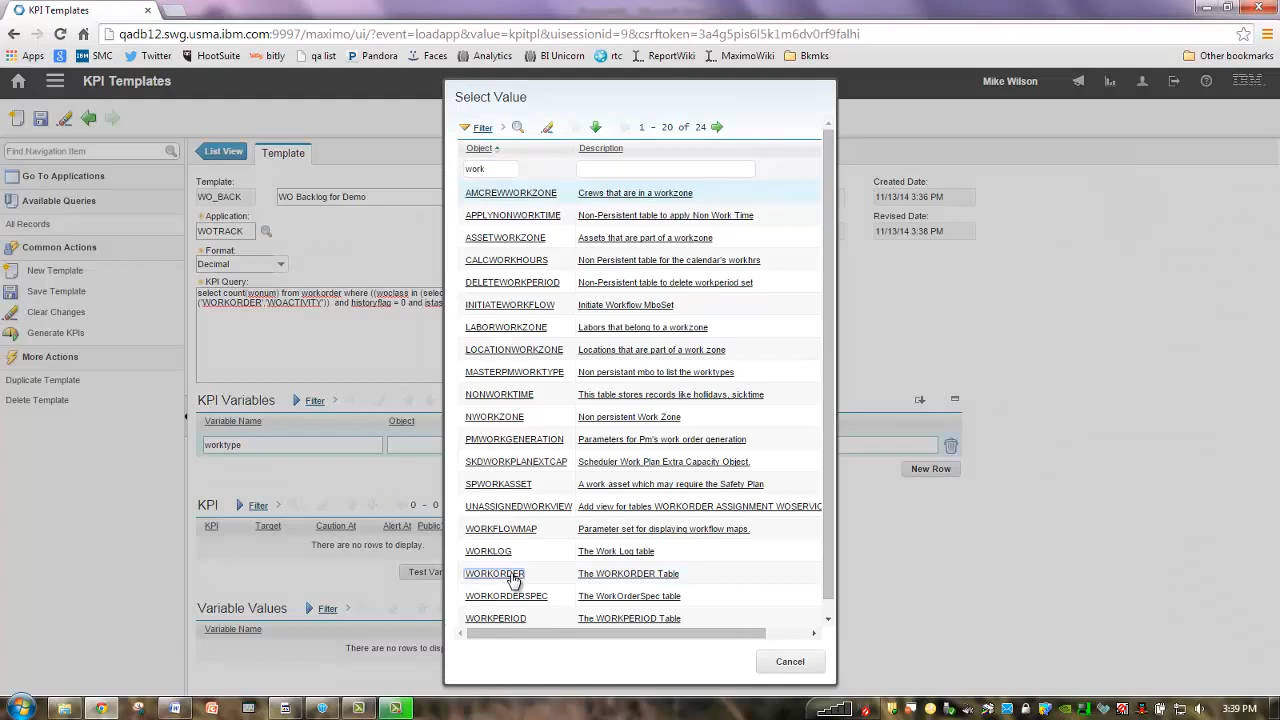 KPI Templates
qadb12.swg.usma.ibm.com:9997/maximo/ui/?event=loadapp&value=kpitpl&uisessionid=9&csrftoken=3a4g5pis6l5k1m6dv0rf9falhi
Apps SMC Twitter HootSuite bitly qa list Pandora Faces Analytics BI Unicorn rtc ReportWiki MaximoWiki Bkmks Other bookmarks
KPI Templates Mike Wilson IBM
Find Navigation Item
Go To Applications
Available Queries
All Records
Common Actions
New Template
Save Template
Clear Changes
Generate KPIs
More Actions
Duplicate Template
Delete Template
List View Template
Template:
WO_BACK WO Backlog for Demo
Application:
WOTRACK
Format:
Decimal
KPI Query:
select count(wonum) from workorder where ((woclass in (selec
('WORKORDER','WOACTIVITY')) and historyflag = 0 and istas
Created Date:
11/13/14 3:36 PM
Revised Date:
11/13/14 3:38 PM
KPI Variables Filter
Variable Name Object
worktype
New Row
KPI Filter 0 - 0
KPI Target Caution At Alert At Public?
There are no rows to display.
Test Var
Variable Values Filter
Variable Name
There are no rows
Select Value
Filter 1 - 20 of 24
Object Description
work
AMCREWWORKZONE Crews that are in a workzone
APPLYNONWORKTIME Non-Persistent table to apply Non Work Time
ASSETWORKZONE Assets that are part of a workzone
CALCWORKHOURS Non Persistent table for the calendar's workhrs
DELETEWORKPERIOD Non-Persistent table to delete workperiod set
INITIATEWORKFLOW Initiate Workflow MboSet
LABORWORKZONE Labors that belong to a workzone
LOCATIONWORKZONE Locations that are part of a work zone
MASTERPMWORKTYPE Non persistant mbo to list the worktypes
NONWORKTIME This table stores records like hollidays, sicktime
NWORKZONE Non persistent Work Zone
PMWORKGENERATION Parameters for Pm's work order generation
SKDWORKPLANEXTCAP Scheduler Work Plan Extra Capacity Object.
SPWORKASSET A work asset which may require the Safety Plan
UNASSIGNEDWORKVIEW Add view for tables WORKORDER ASSIGNMENT WOSERVIC
WORKFLOWMAP Parameter set for displaying workflow maps.
WORKLOG The Work Log table
WORKORDER The WORKORDER Table
WORKORDERSPEC The WorkOrderSpec table
WORKPERIOD The WORKPERIOD Table
Cancel
3:39 PM